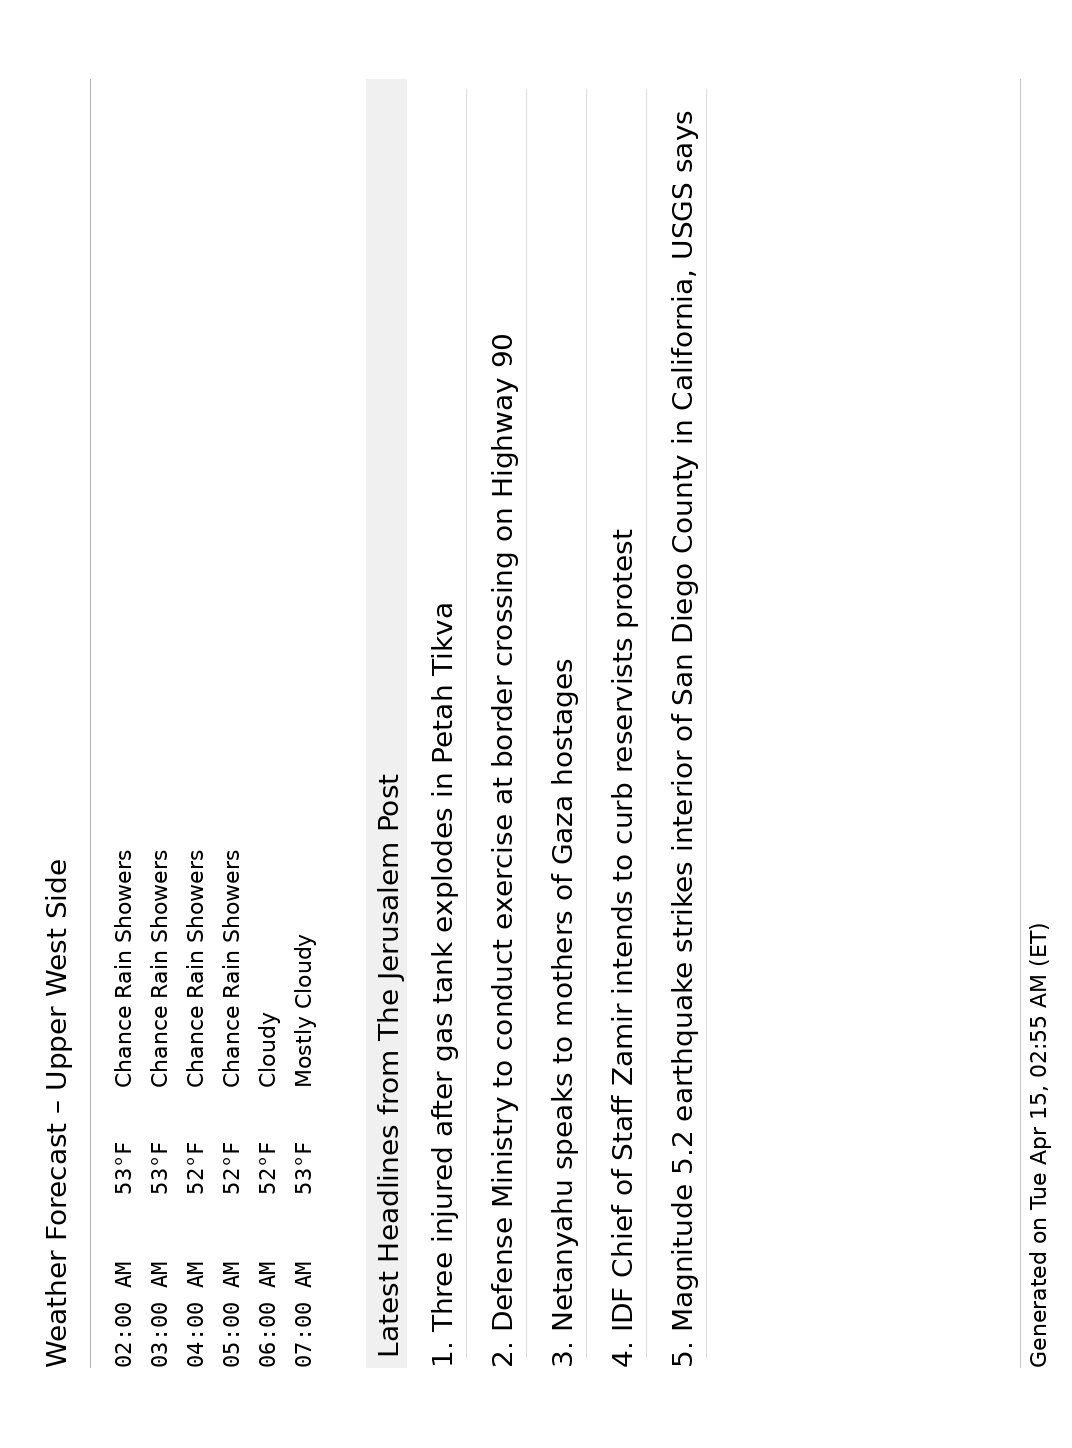 Weather Forecast – Upper West Side
02:00 AM 53°F Chance Rain Showers
03:00 AM 53°F Chance Rain Showers
04:00 AM 52°F Chance Rain Showers
05:00 AM 52°F Chance Rain Showers
06:00 AM 52°F Cloudy
07:00 AM 53°F Mostly Cloudy
Latest Headlines from The Jerusalem Post
1. Three injured after gas tank explodes in Petah Tikva
2. Defense Ministry to conduct exercise at border crossing on Highway 90
3. Netanyahu speaks to mothers of Gaza hostages
4. IDF Chief of Staff Zamir intends to curb reservists protest
5. Magnitude 5.2 earthquake strikes interior of San Diego County in California, USGS says
Generated on Tue Apr 15, 02:55 AM (ET)